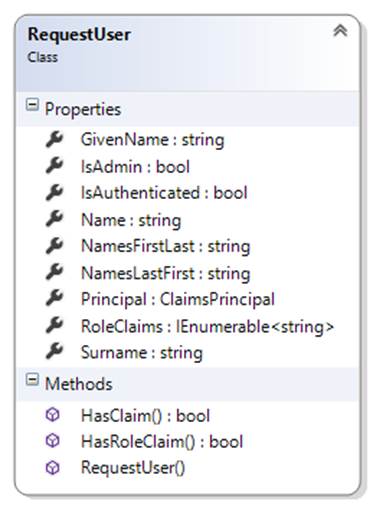 RequestUser
Class
Properties
GivenName : string
IsAdmin : bool
IsAuthenticated : bool
Name : string
NamesFirstLast : string
NamesLastFirst : string
Principal : ClaimsPrincipal
RoleClaims : IEnumerable<string>
Surname : string
Methods
HasClaim() : bool
HasRoleClaim() : bool
RequestUser()